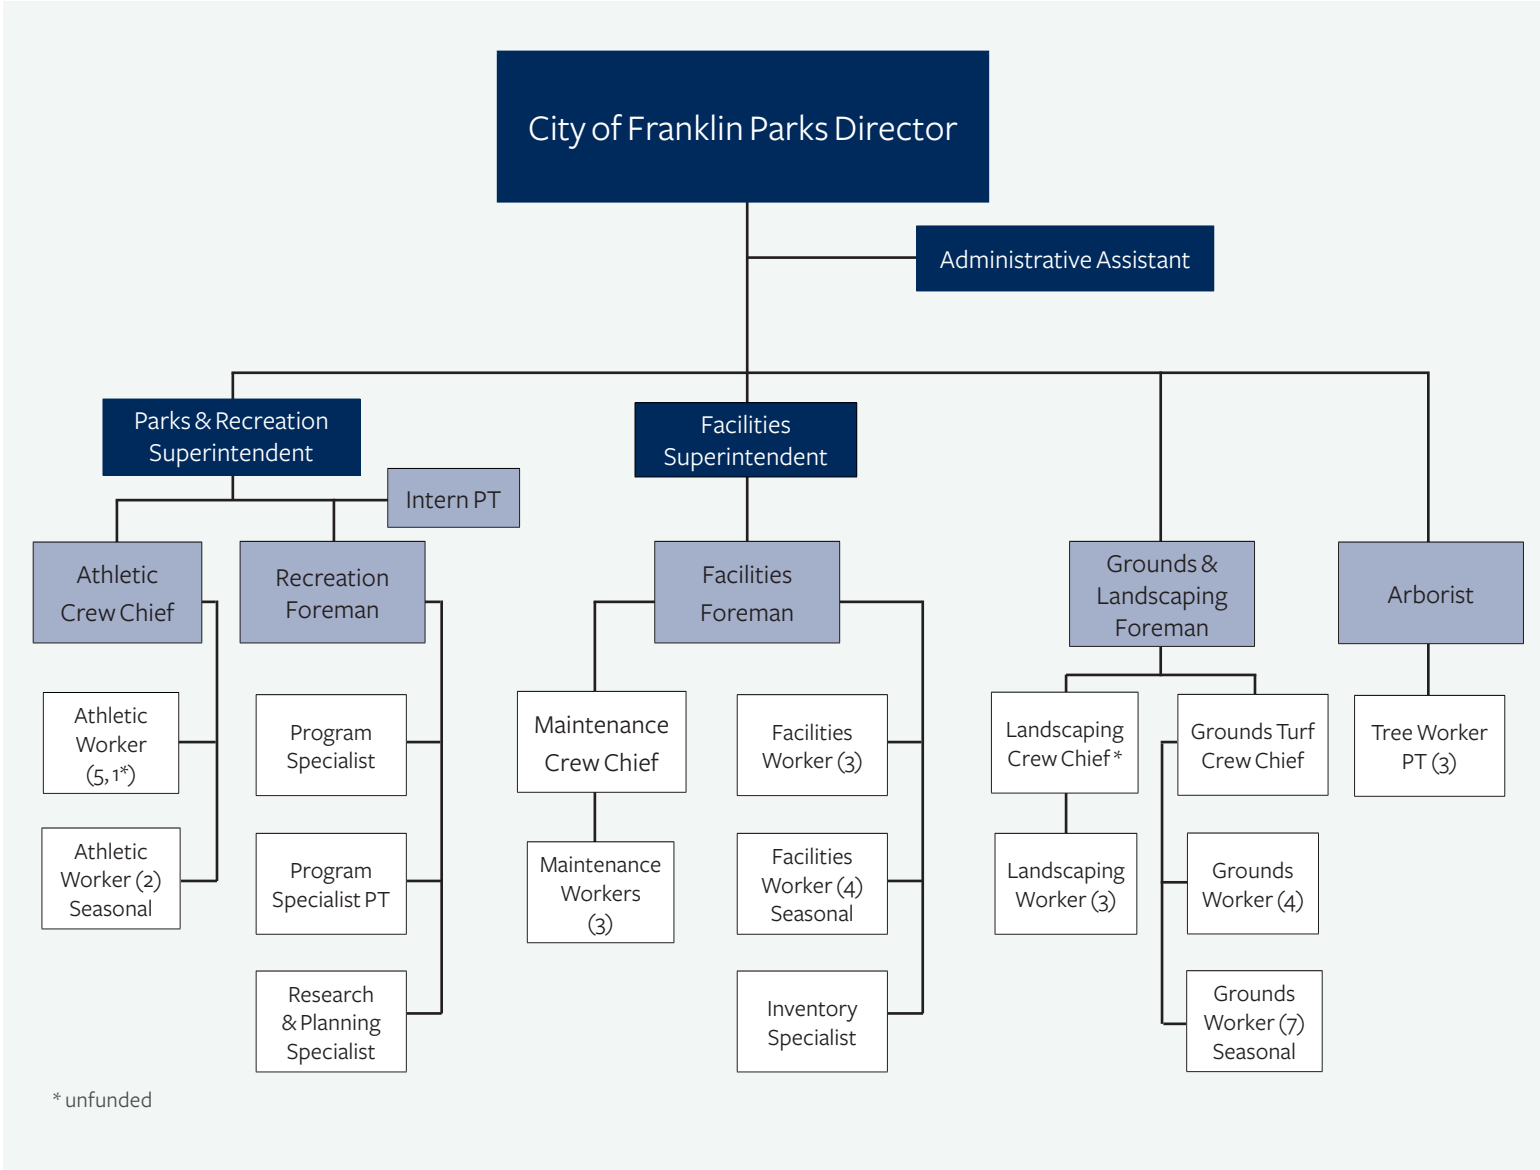 City of Franklin Parks Director
Administrative Assistant
Parks & Recreation
Superintendent
Facilities
Superintendent
Intern PT
Athletic
Crew Chief
Recreation
Foreman
Facilities
Foreman
Grounds &
Landscaping
Foreman
Arborist
Athletic
Worker
(5, 1*)
Program
Specialist
Maintenance
Crew Chief
Facilities
Worker (3)
Landscaping
Crew Chief *
Grounds Turf
Crew Chief
Tree Worker
PT (3)
Athletic
Worker (2)
Seasonal
Program
Specialist PT
Maintenance
Workers
(3)
Facilities
Worker (4)
Seasonal
Landscaping
Worker (3)
Grounds
Worker (4)
Research
& Planning
Specialist
Inventory
Specialist
Grounds
Worker (7)
Seasonal
* unfunded